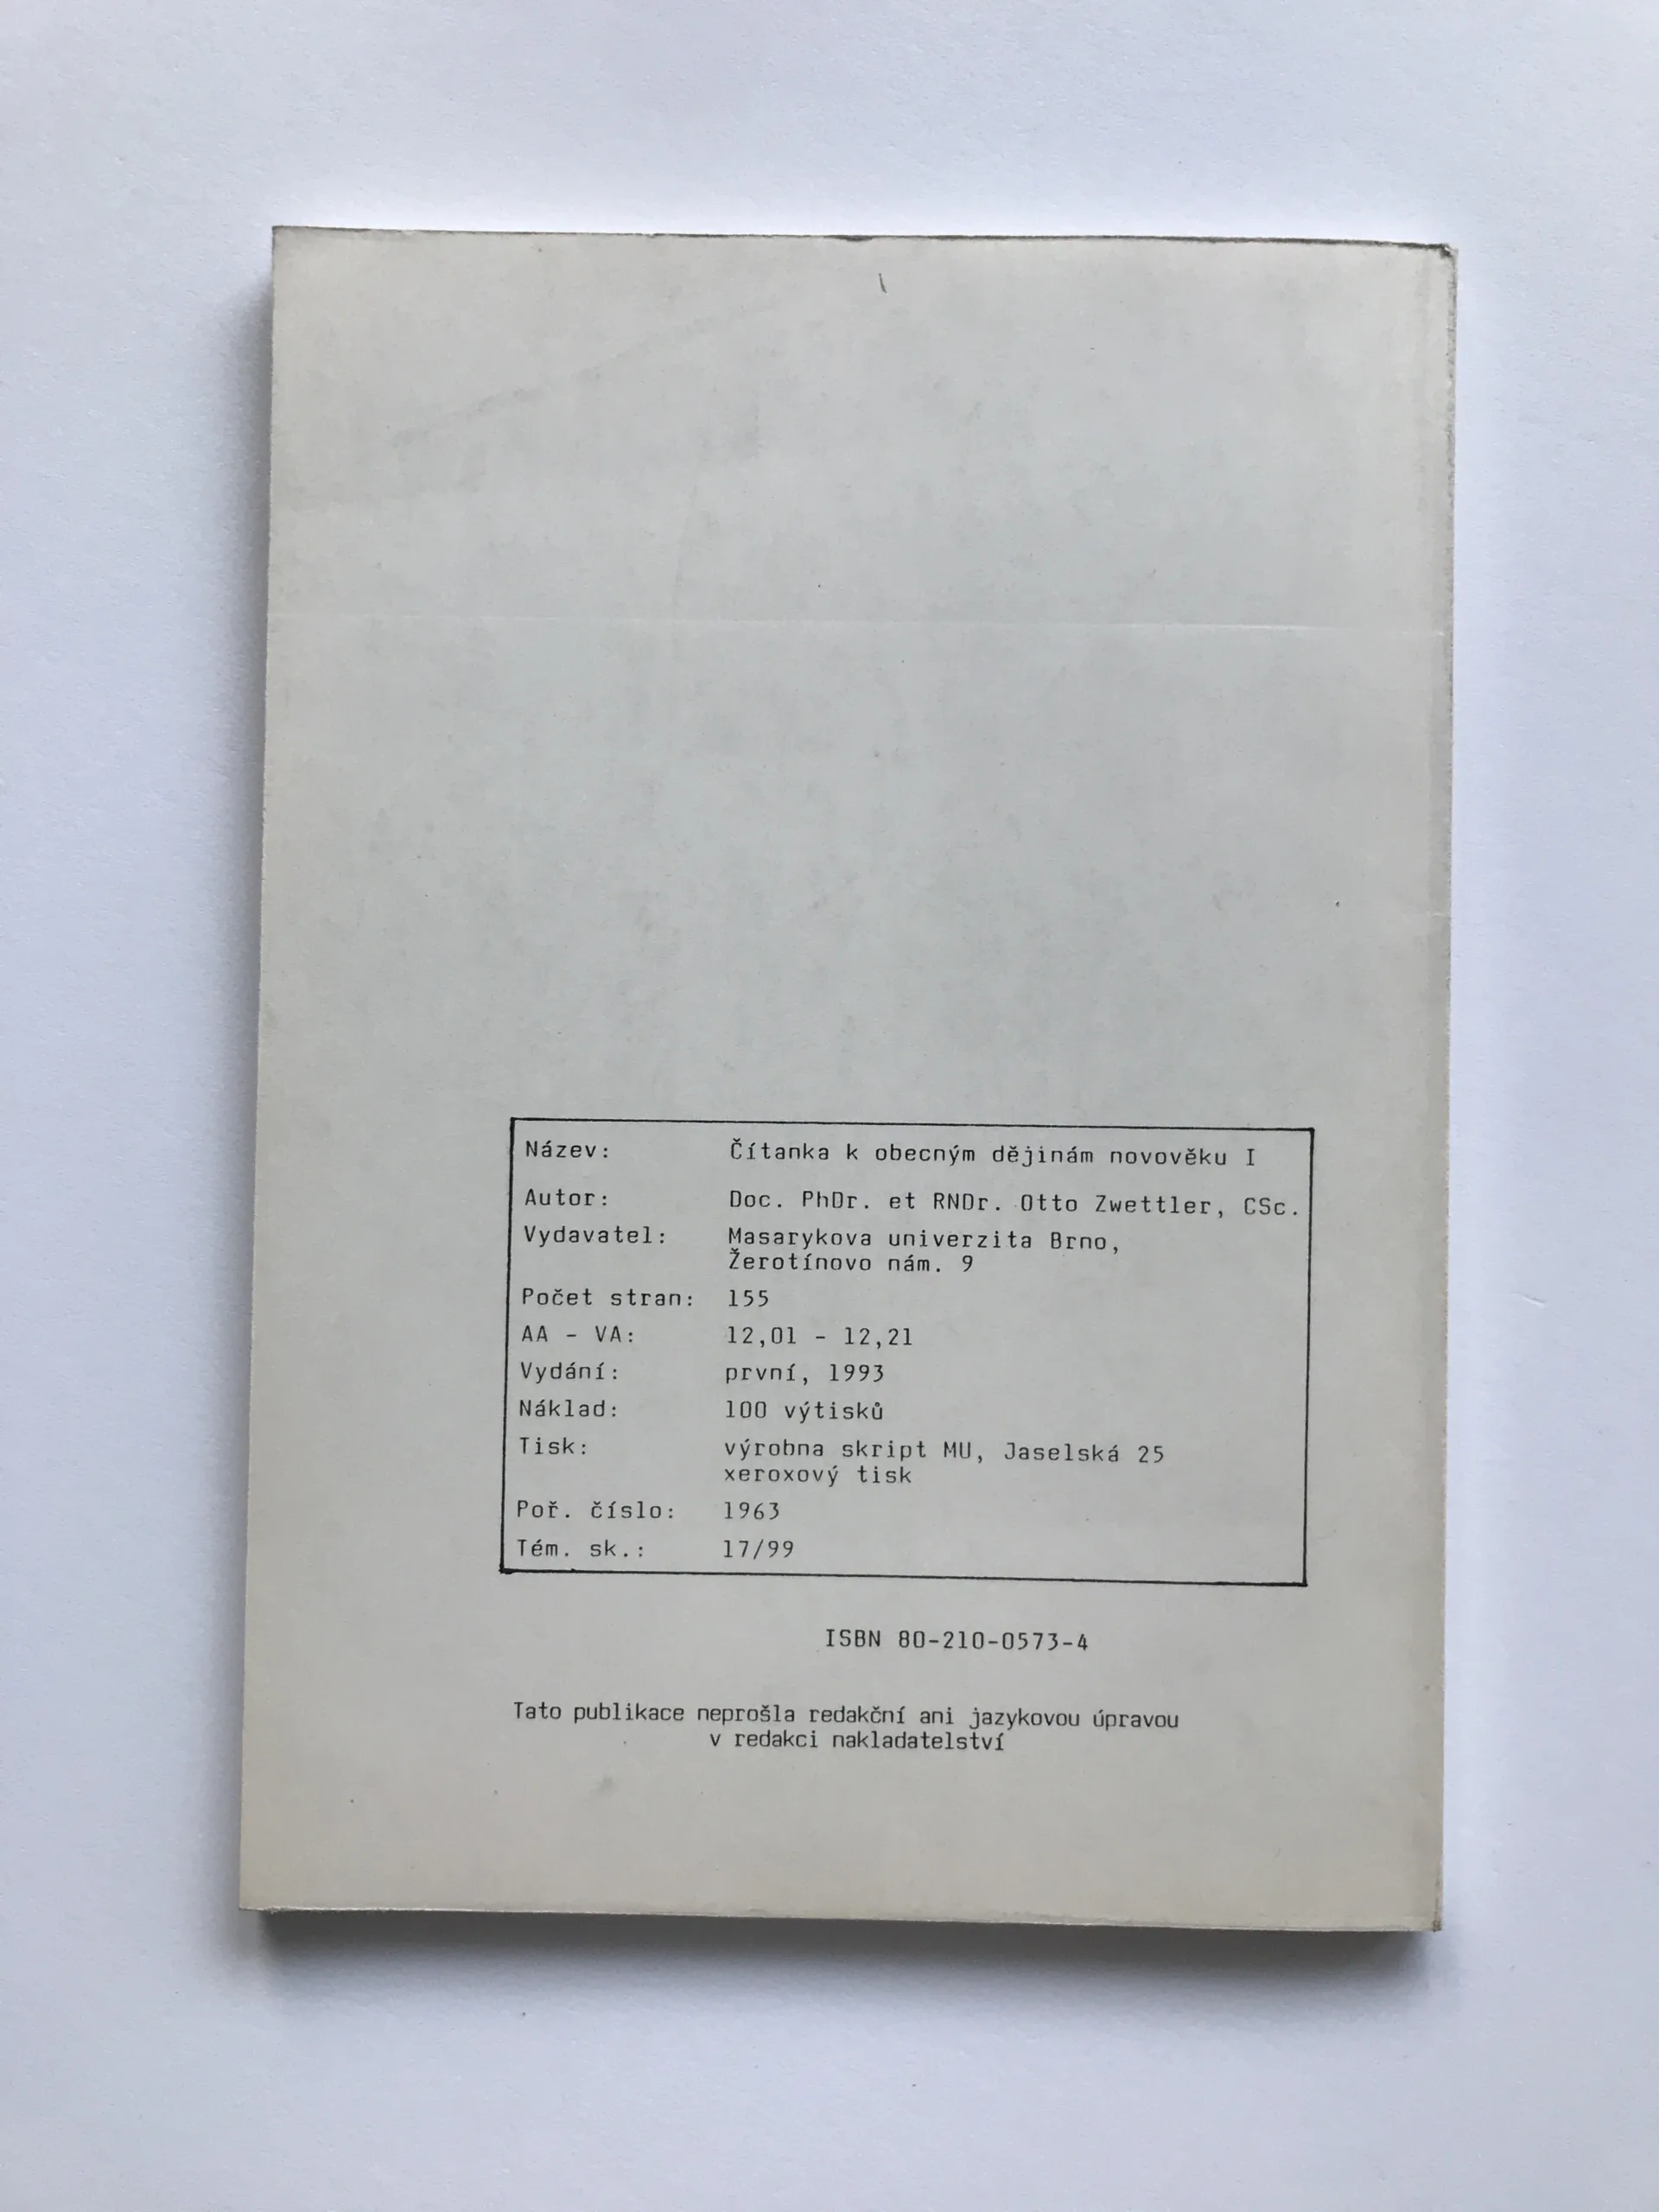 Název: Čítanka k obecným dějinám novověku I
Autor: Doc. PhDr. et RNDr. Otto Zwettler, CSc.
Vydavatel: Masarykova univerzita Brno,
Žerotínovo nám. 9
Počet stran: 155
AA - VA: 12,01 - 12,21
Vydání: první, 1993
Náklad: 100 výtisků
Tisk: výrobna skript MU, Jaselská 25
xeroxový tisk
Poř. číslo: 1963
Tém. sk.: 17/99
ISBN 80-210-0573-4
Tato publikace neprošla redakční ani jazykovou úpravou
v redakci nakladatelství